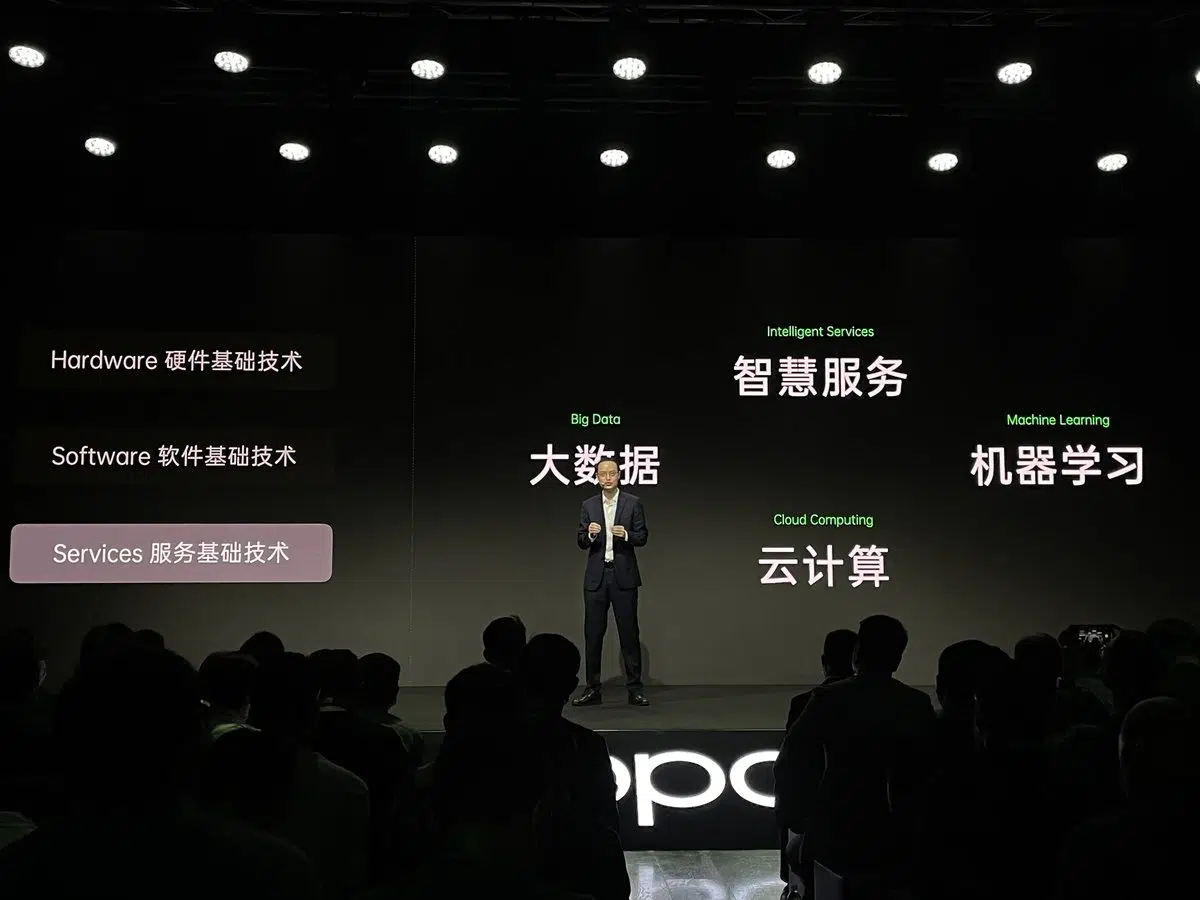 Hardware 硬件基础技术
Software 软件基础技术
Services 服务基础技术
Intelligent Services
智慧服务
Big Data
大数据
Machine Learning
机器学习
Cloud Computing
云计算
oppo